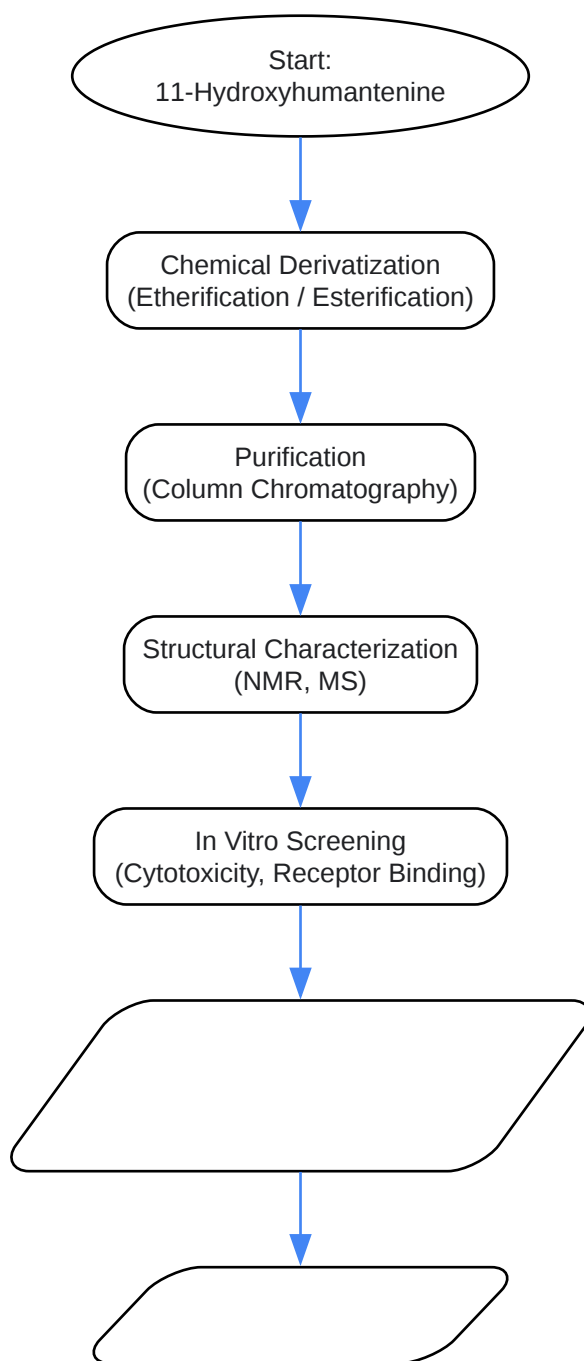 Start:
11-Hydroxyhumantenine
Chemical Derivatization
(Etherification / Esterification)
Purification
(Column Chromatography)
Structural Characterization
(NMR, MS)
In Vitro Screening
(Cytotoxicity, Receptor Binding)